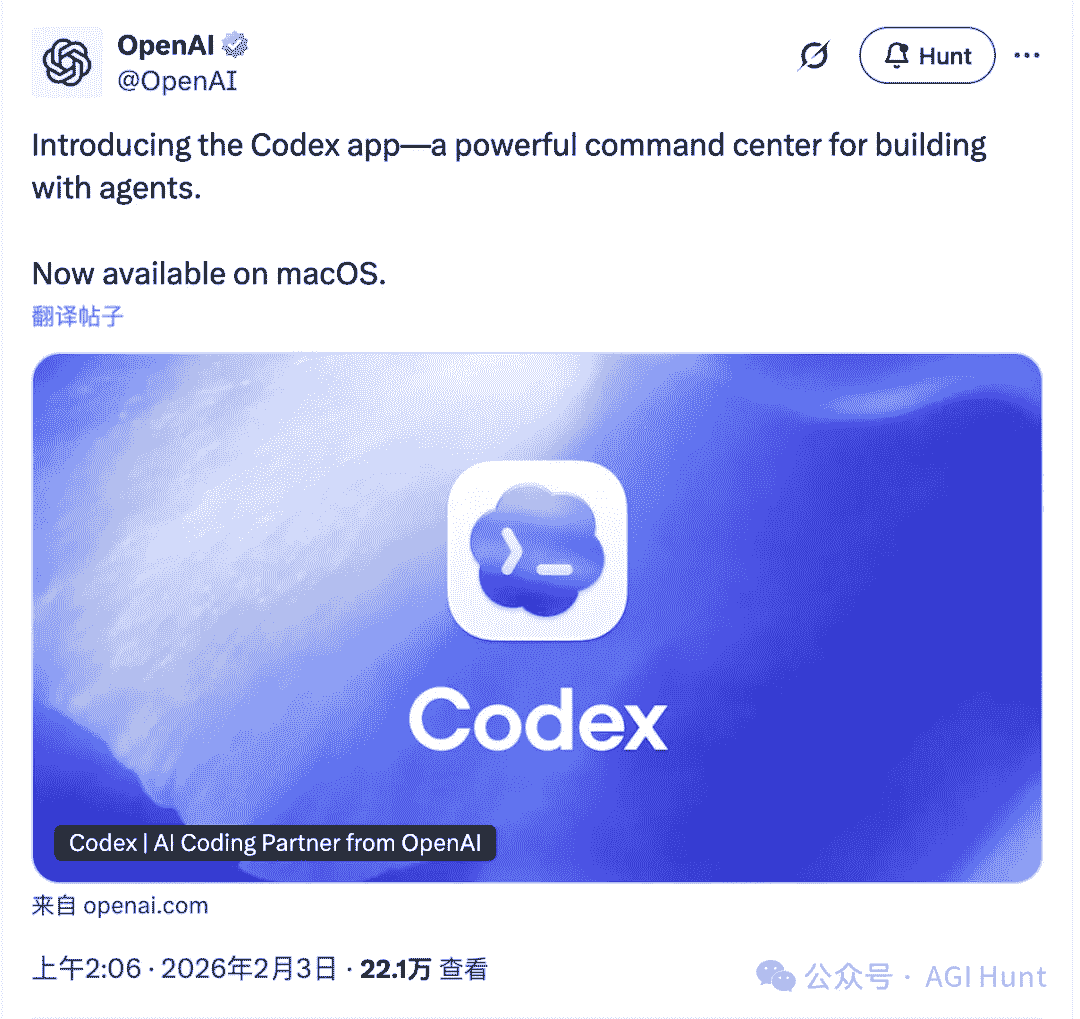 OpenAI
@OpenAI
Hunt
Introducing the Codex app—a powerful command center for building
with agents.
Now available on macOS.
翻译帖子
Codex
Codex | AI Coding Partner from OpenAI
来自 openai.com
上午2:06 · 2026年2月3日 · 22.1万 查看
公众号 · AGI Hunt